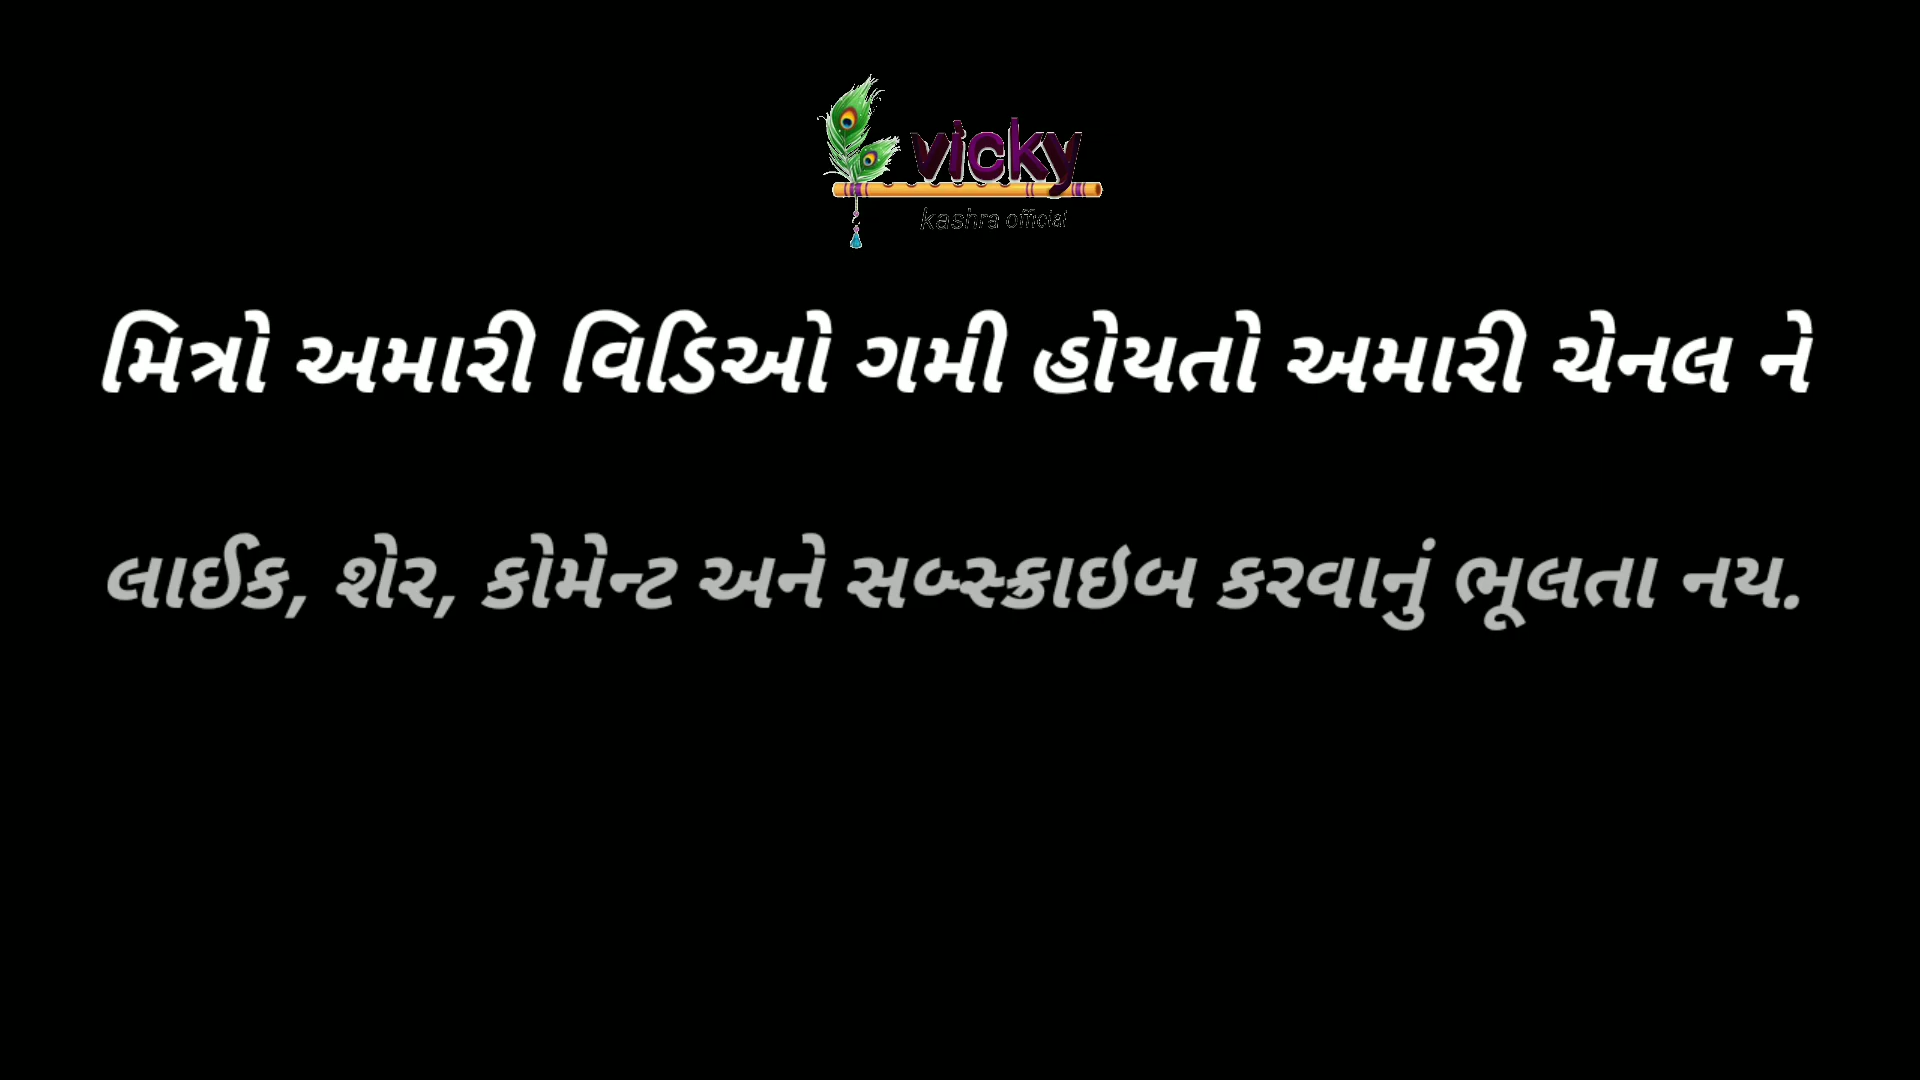 vicky
kashra official
મિત્રો અમારી વિડિઓ ગમી હોયતો અમારી ચેનલ ને
લાઈક, શેર, કોમેન્ટ અને સબ્સ્ક્રાઇબ કરવાનું ભૂલતા નય.